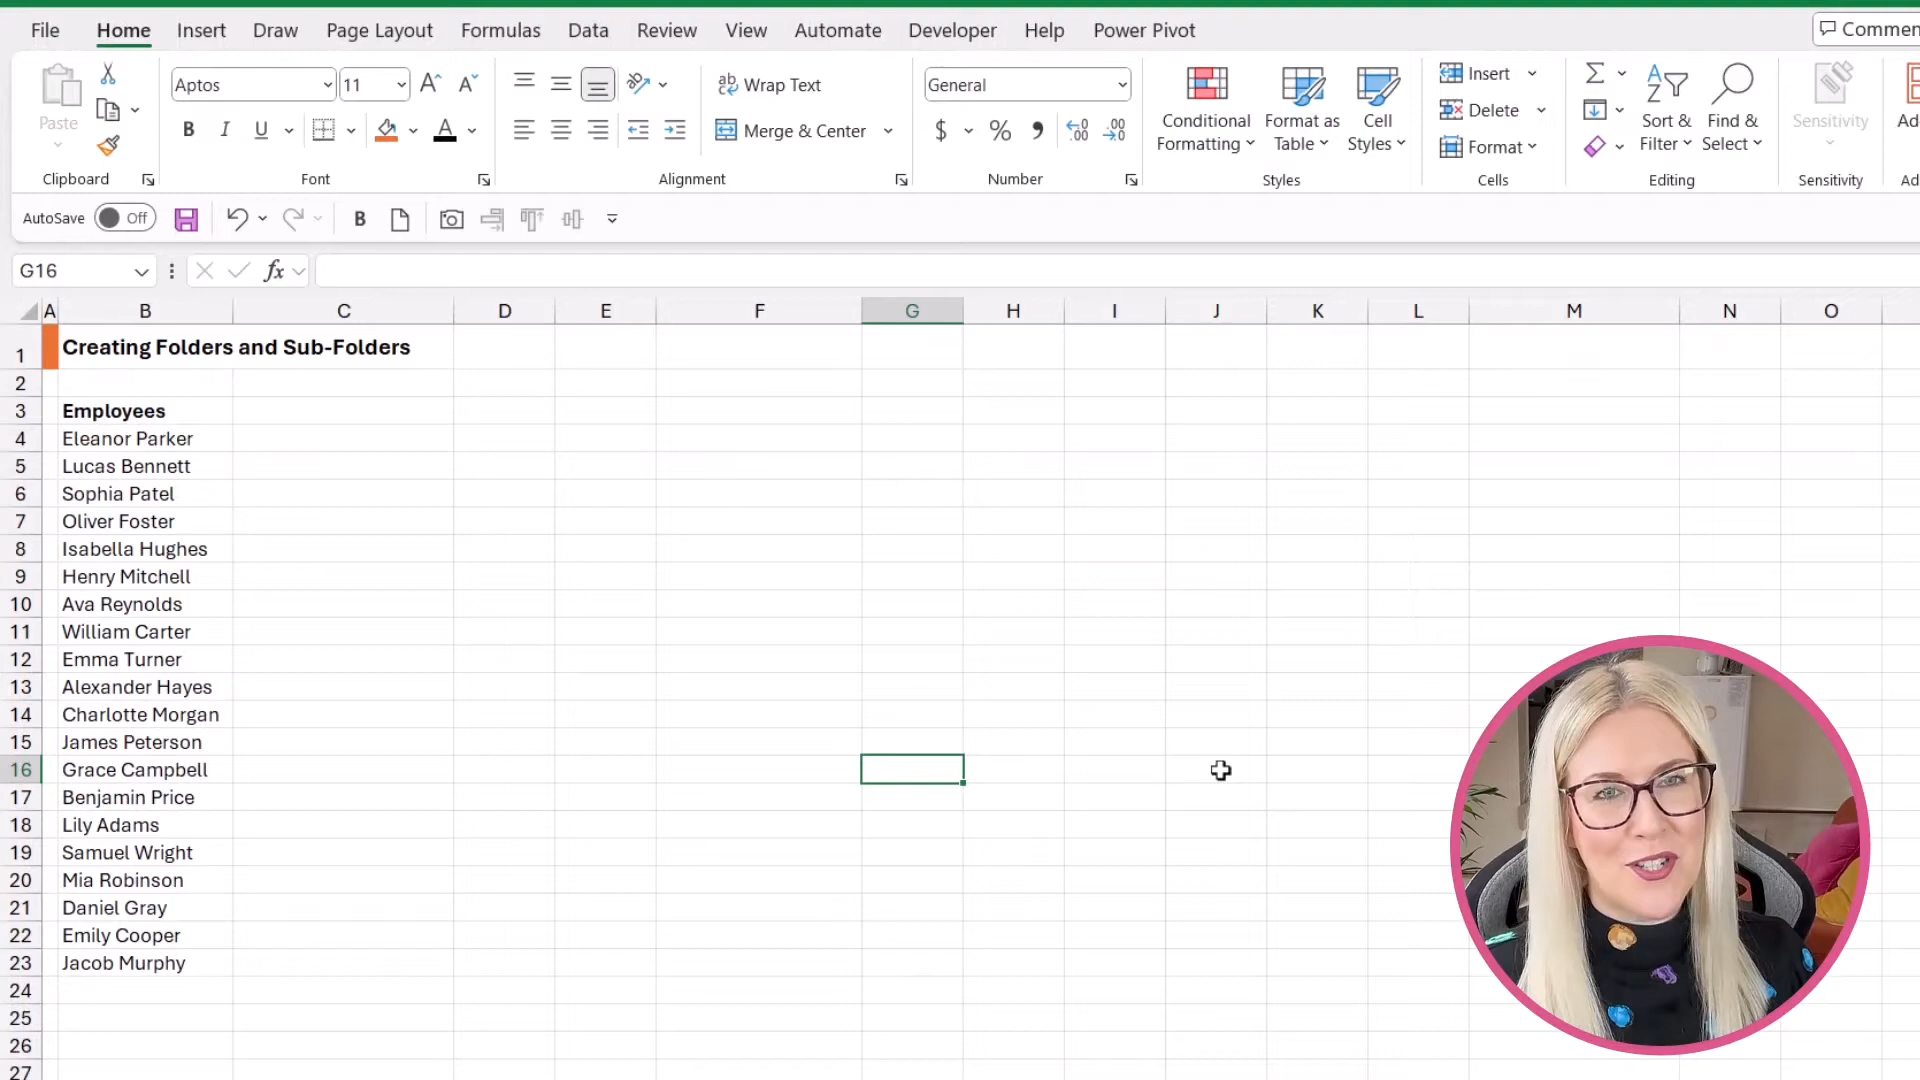 File Home Insert Draw Page Layout Formulas Data Review View Automate Developer Help Power Pivot
Commen
Paste
Clipboard
Aptos 11
B I U
Font
Wrap Text
Merge & Center
Alignment
General
$ %
Number
Conditional Formatting
Format as Table
Cell Styles
Styles
Insert
Delete
Format
Cells
Sort & Filter
Find & Select
Editing
Sensitivity
Sensitivity
AutoSave Off
B
G16
fx
A B C D E F G H I J K L M N O
1 Creating Folders and Sub-Folders
2
3 Employees
4 Eleanor Parker
5 Lucas Bennett
6 Sophia Patel
7 Oliver Foster
8 Isabella Hughes
9 Henry Mitchell
10 Ava Reynolds
11 William Carter
12 Emma Turner
13 Alexander Hayes
14 Charlotte Morgan
15 James Peterson
16 Grace Campbell
17 Benjamin Price
18 Lily Adams
19 Samuel Wright
20 Mia Robinson
21 Daniel Gray
22 Emily Cooper
23 Jacob Murphy
24
25
26
27